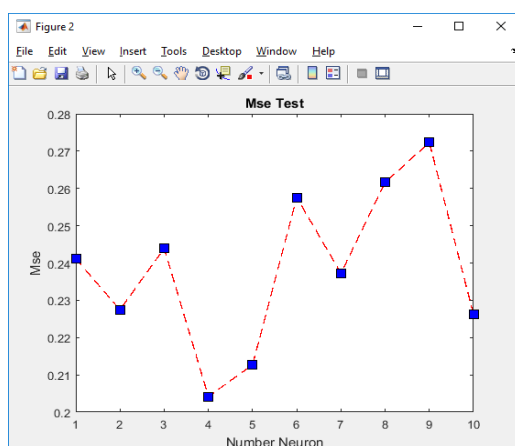 Figure 2
File Edit View Insert Tools Desktop Window Help
Mse Test
0.28
0.27
0.26
0.25
0.24
0.23
0.22
0.21
0.2
Mse
1 2 3 4 5 6 7 8 9 10
Number Neuron